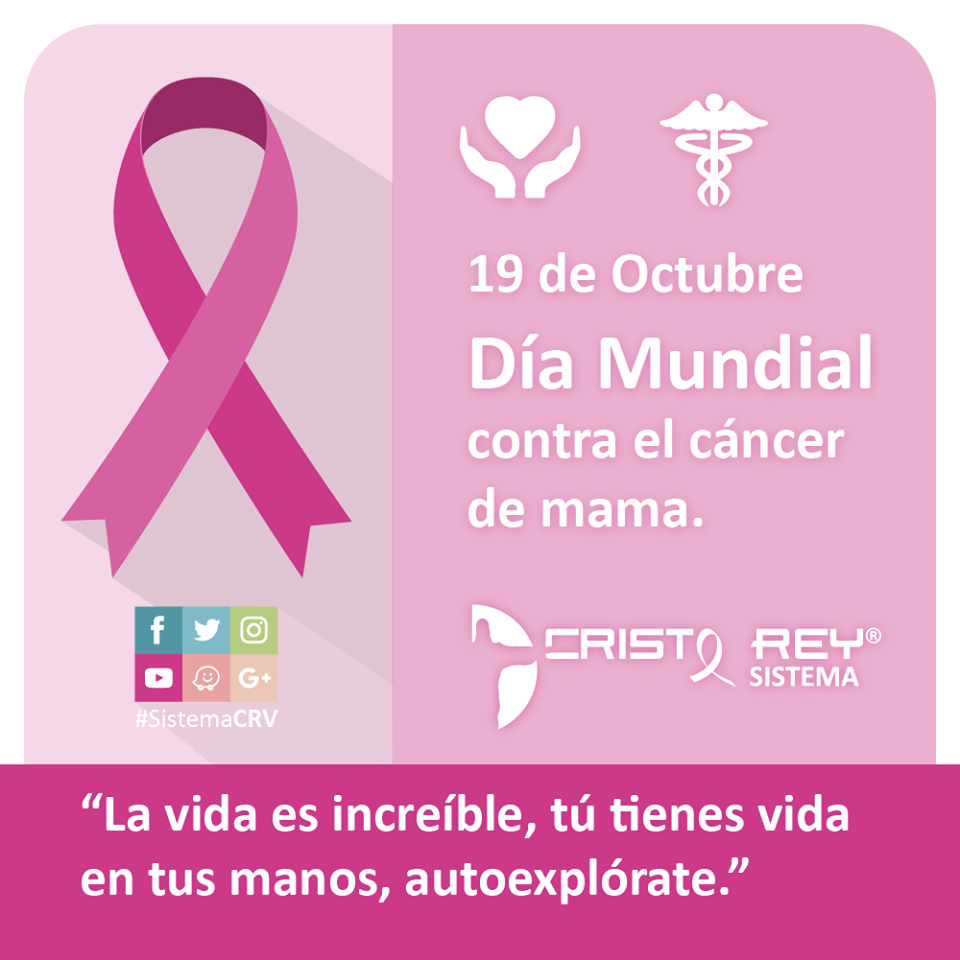 19 de Octubre
Día Mundial
contra el cáncer
de mama.
CRISTO REY®
SISTEMA
f
G+
#SistemaCRV
“La vida es increíble, tú tienes vida
en tus manos, autoexplórate.”